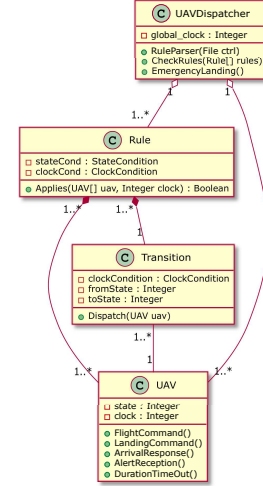 C UAVDispatcher
global_clock : Integer
RuleParser(File ctrl)
CheckRules(Rule[] rules)
EmergencyLanding()
1 1
1..*
C Rule
stateCond : StateCondition
clockCond : ClockCondition
Applies(UAV[] uav, Integer clock) : Boolean
1..* 1..*
1
C Transition
clockCondition : ClockCondition
fromState : Integer
toState : Integer
Dispatch(UAV uav)
1..*
1
1..* 1..*
C UAV
state : Integer
clock : Integer
FlightCommand()
LandingCommand()
ArrivalResponse()
AlertReception()
DurationTimeOut()